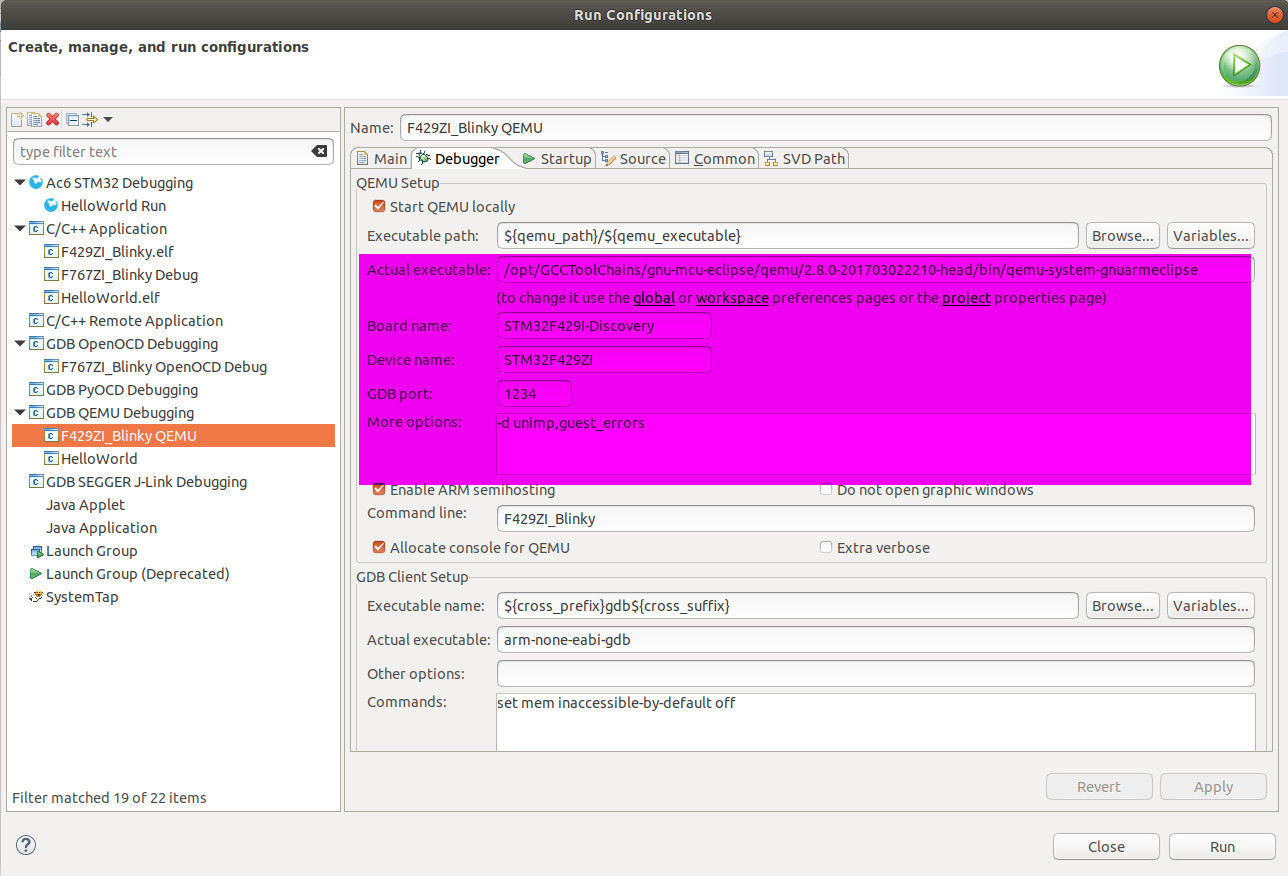 Run Configurations
Create, manage, and run configurations
type filter text
Ac6 STM32 Debugging
HelloWorld Run
C/C++ Application
F429ZI_Blinky.elf
F767ZI_Blinky Debug
HelloWorld.elf
C/C++ Remote Application
GDB OpenOCD Debugging
F767ZI_Blinky OpenOCD Debug
GDB PyOCD Debugging
GDB QEMU Debugging
F429ZI_Blinky QEMU
HelloWorld
GDB SEGGER J-Link Debugging
Java Applet
Java Application
Launch Group
Launch Group (Deprecated)
SystemTap
Filter matched 19 of 22 items
Name: F429ZI_Blinky QEMU
Main Debugger Startup Source Common SVD Path
QEMU Setup
Start QEMU locally
Executable path: ${qemu_path}/${qemu_executable} Browse... Variables...
Actual executable: /opt/GCCToolChains/gnu-mcu-eclipse/qemu/2.8.0-201703022210-head/bin/qemu-system-gnuarmeclipse
(to change it use the global or workspace preferences pages or the project properties page)
Board name: STM32F429I-Discovery
Device name: STM32F429ZI
GDB port: 1234
More options: -d unimp,guest_errors
Enable ARM semihosting Do not open graphic windows
Command line: F429ZI_Blinky
Allocate console for QEMU Extra verbose
GDB Client Setup
Executable name: ${cross_prefix}gdb${cross_suffix} Browse... Variables...
Actual executable: arm-none-eabi-gdb
Other options:
Commands: set mem inaccessible-by-default off
Revert Apply
? Close Run